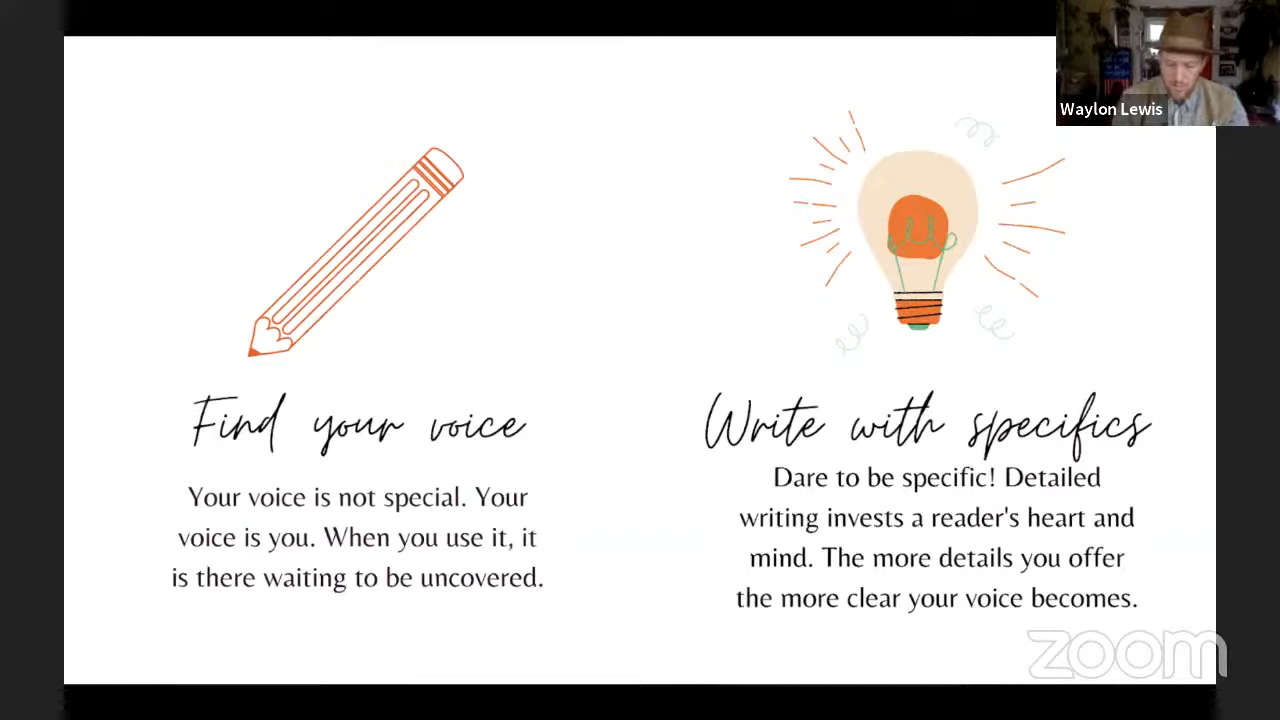 Waylon Lewis
Find your voice
Your voice is not special. Your
voice is you. When you use it, it
is there waiting to be uncovered.
Write with specifics
Dare to be specific! Detailed
writing invests a reader's heart and
mind. The more details you offer
the more clear your voice becomes.
zoom